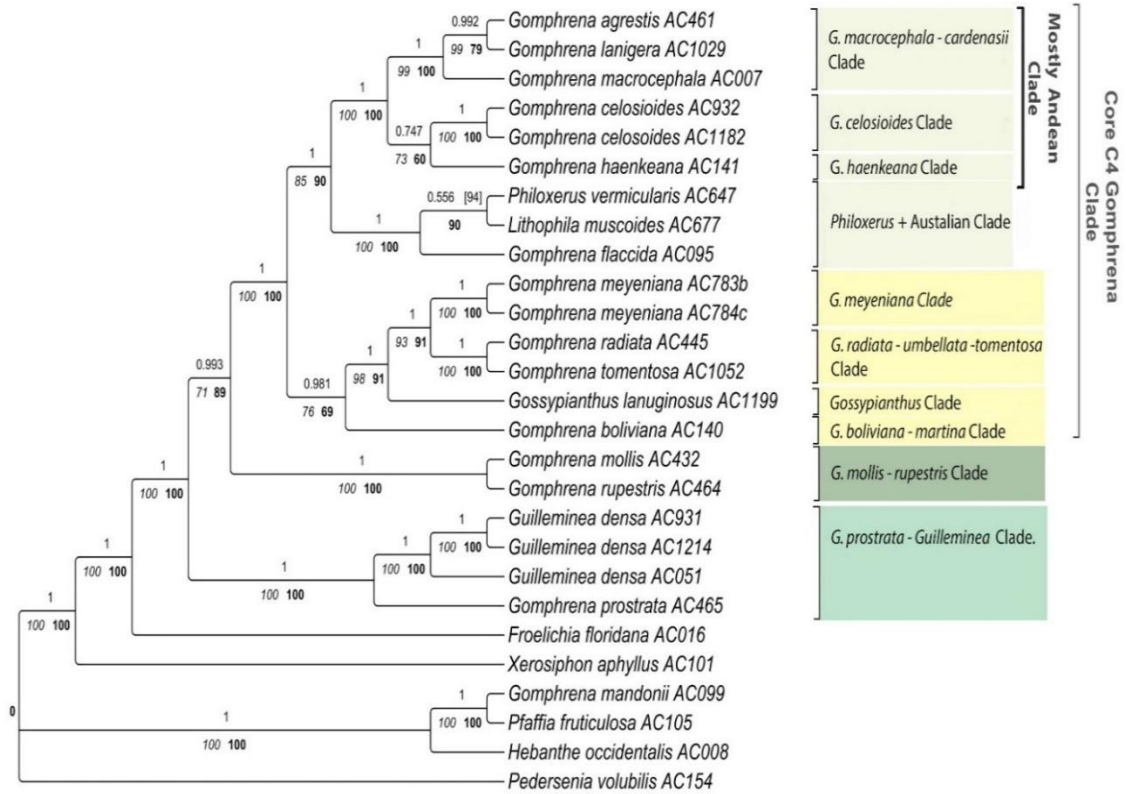 0.992
Gomphrena agrestis AC461
99 79
Gomphrena lanigera AC1029
1
99 100
Gomphrena macrocephala AC007
G. macrocephala - cardenasii
Clade
1
100 100
1
Gomphrena celosioides AC932
100 100
Gomphrena celosoides AC1182
G. celosioides Clade
0.747
73 60
Gomphrena haenkeana AC141
G. haenkeana Clade
Mostly Andean
Clade
1
85 90
0.556 [94]
Philoxerus vermicularis AC647
90
Lithophila muscoides AC677
1
100 100
Gomphrena flaccida AC095
Philoxerus + Austalian Clade
Core C4 Gomphrena
Clade
1
100 100
1
Gomphrena meyeniana AC783b
100 100
Gomphrena meyeniana AC784c
G. meyeniana Clade
1
93 91
1
Gomphrena radiata AC445
100 100
Gomphrena tomentosa AC1052
G. radiata - umbellata -tomentosa
Clade
1
98 91
Gossypianthus lanuginosus AC1199
Gossypianthus Clade
0.981
76 69
Gomphrena boliviana AC140
G. boliviana - martina Clade
0.993
71 89
1
100 100
Gomphrena mollis AC432
Gomphrena rupestris AC464
G. mollis - rupestris Clade
1
100 100
1
Guilleminea densa AC931
100 100
Guilleminea densa AC1214
1
100 100
Guilleminea densa AC051
1
100 100
Gomphrena prostrata AC465
G. prostrata - Guilleminea Clade.
1
100 100
Froelichia floridana AC016
1
100 100
Xerosiphon aphyllus AC101
0
1
Gomphrena mandonii AC099
100 100
Pfaffia fruticulosa AC105
1
100 100
Hebanthe occidentalis AC008
Pedersenia volubilis AC154